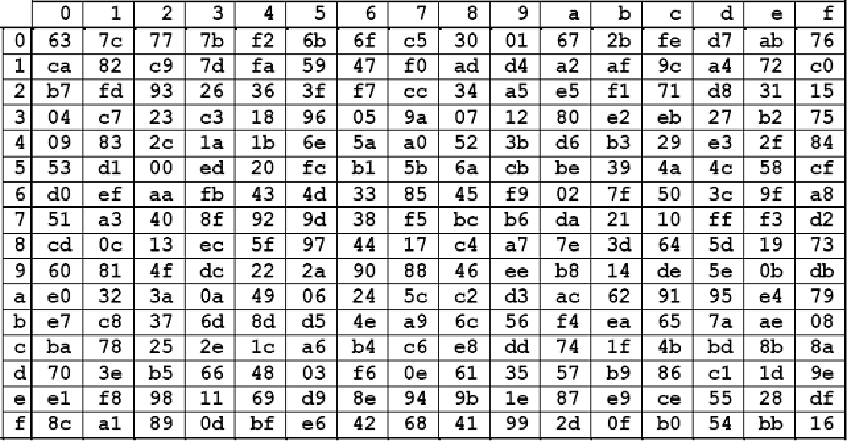 0 1 2 3 4 5 6 7 8 9 a b c d e f
0 63 7c 77 7b f2 6b 6f c5 30 01 67 2b fe d7 ab 76
1 ca 82 c9 7d fa 59 47 f0 ad d4 a2 af 9c a4 72 c0
2 b7 fd 93 26 36 3f f7 cc 34 a5 e5 f1 71 d8 31 15
3 04 c7 23 c3 18 96 05 9a 07 12 80 e2 eb 27 b2 75
4 09 83 2c 1a 1b 6e 5a a0 52 3b d6 b3 29 e3 2f 84
5 53 d1 00 ed 20 fc b1 5b 6a cb be 39 4a 4c 58 cf
6 d0 ef aa fb 43 4d 33 85 45 f9 02 7f 50 3c 9f a8
7 51 a3 40 8f 92 9d 38 f5 bc b6 da 21 10 ff f3 d2
8 cd 0c 13 ec 5f 97 44 17 c4 a7 7e 3d 64 5d 19 73
9 60 81 4f dc 22 2a 90 88 46 ee b8 14 de 5e 0b db
a e0 32 3a 0a 49 06 24 5c c2 d3 ac 62 91 95 e4 79
b e7 c8 37 6d 8d d5 4e a9 6c 56 f4 ea 65 7a ae 08
c ba 78 25 2e 1c a6 b4 c6 e8 dd 74 1f 4b bd 8b 8a
d 70 3e b5 66 48 03 f6 0e 61 35 57 b9 86 c1 1d 9e
e e1 f8 98 11 69 d9 8e 94 9b 1e 87 e9 ce 55 28 df
f 8c a1 89 0d bf e6 42 68 41 99 2d 0f b0 54 bb 16